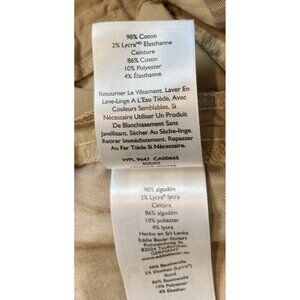 98% Coton
2% Lycra® Elasthanne
Ceinture
86% Coton
10% Polyester
4% Élasthanne
Retourner Le Vêtement. Laver En
Lave-Linge A L'Eau Tiède, Avec
Couleurs Semblables. Si
Nécessaire Utiliser Un Produit
De Blanchissement Sans
Javellisant. Sécher Au Sèche-linge.
Retirer Immédiatement. Repasser
Au Fer Tiède Si Nécessaire.
WPL 9647 CA00665
98% algodón
2% Lycra® lycra
Cintura
86% algodón
10% poliéster
4% lycra
Hecho en Sri Lanka
Eddie Bauer GmbH
GERMANY
98% Baumwolle
2% Elasthan (Lycra®)
Bund
86% Baumwolle
10% Polyester
4% Elasthan